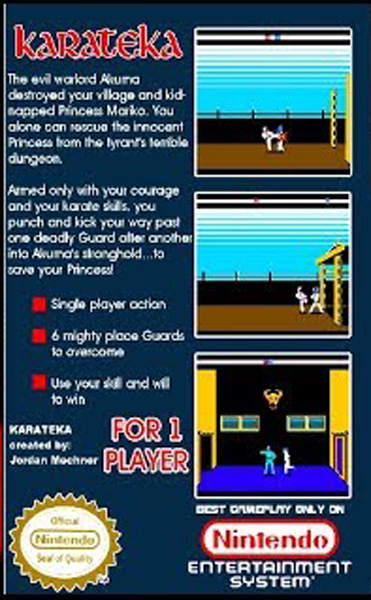 KARATEKA
The evil warlord Akuma
destroyed your village and kid-
napped Princess Mariko. You
alone can rescue the innocent
Princess from the tyrant's terrible
dungeon.
Armed only with your courage
and your karate skills, you
punch and kick your way past
one deadly Guard after another
into Akuma's stronghold...to
save your Princess!
Single player action
6 mighty place Guards
to overcome
Use your skill and will
to win
KARATEKA
created by:
Jordan Mechner
FOR 1
PLAYER
Official
Nintendo
Seal of Quality
BEST GAMEPLAY ONLY ON
Nintendo
ENTERTAINMENT
SYSTEM